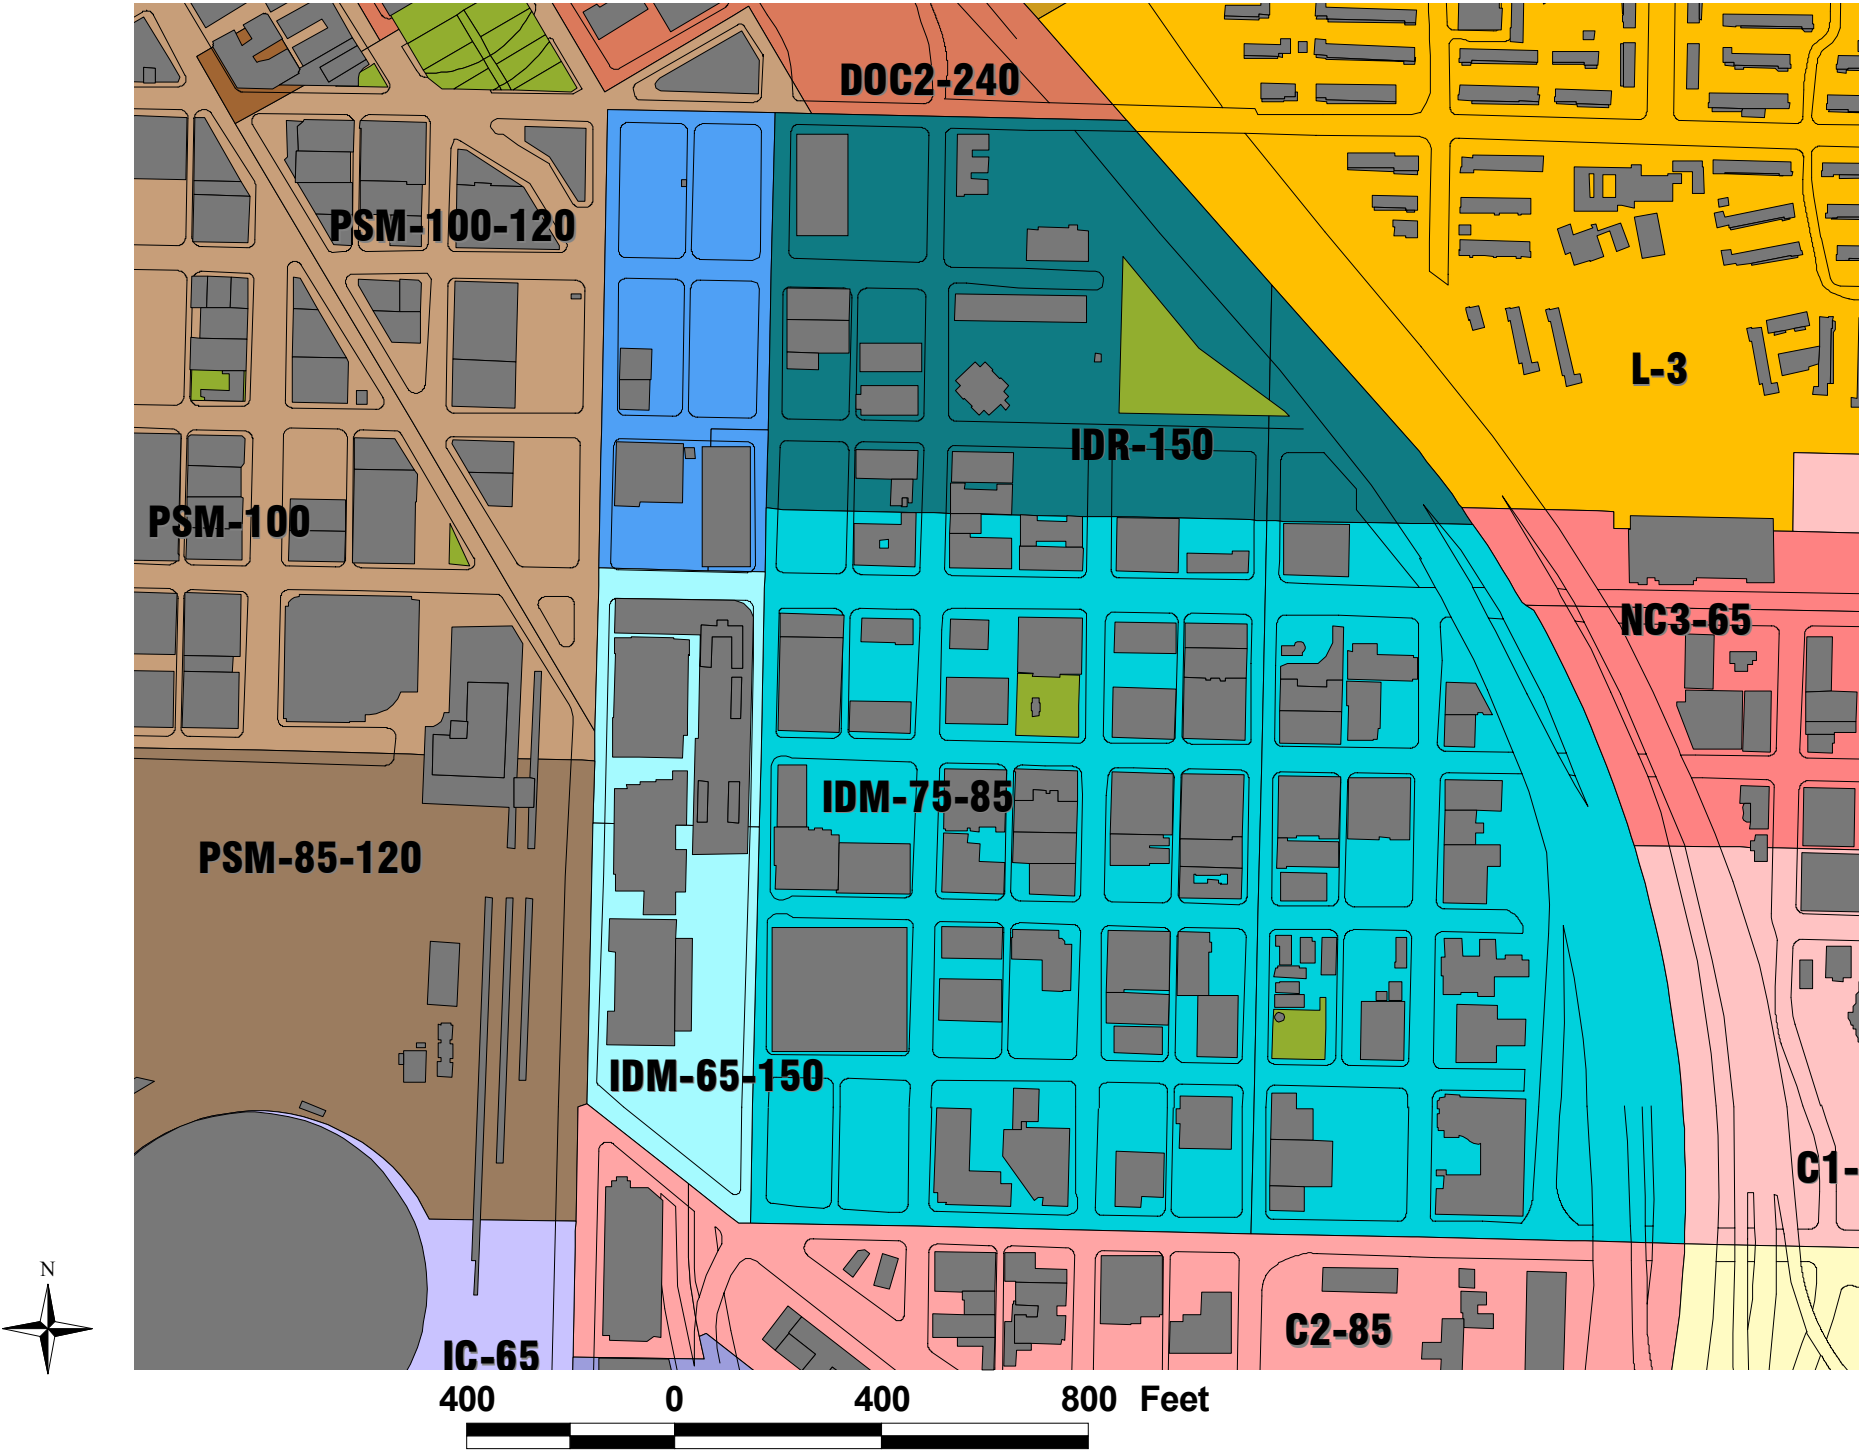 DOC2-240
PSM-100-120
L-3
IDR-150
PSM-100
NC3-65
IDM-75-85
PSM-85-120
IDM-65-150
C1-
N
C2-85
IC-65
400 0 400 800 Feet